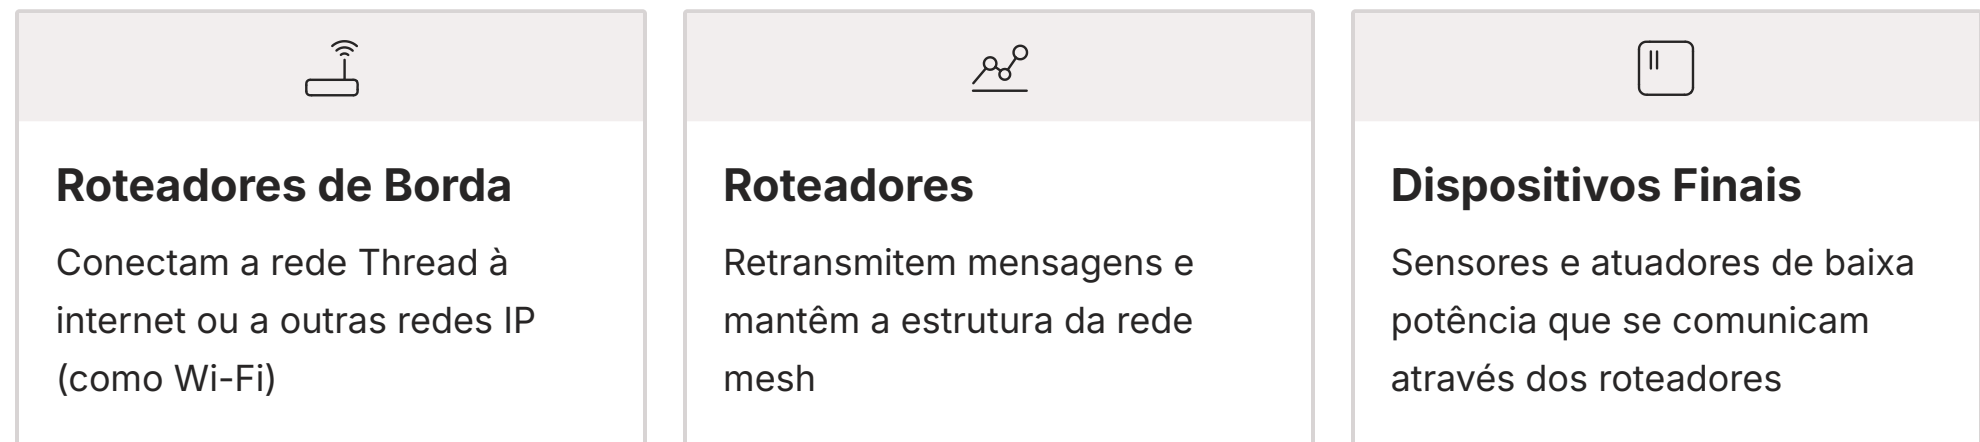 Roteadores de Borda
Conectam a rede Thread à
internet ou a outras redes IP
(como Wi-Fi)
Roteadores
Retransmitem mensagens e
mantêm a estrutura da rede
mesh
Dispositivos Finais
Sensores e atuadores de baixa
potência que se comunicam
através dos roteadores